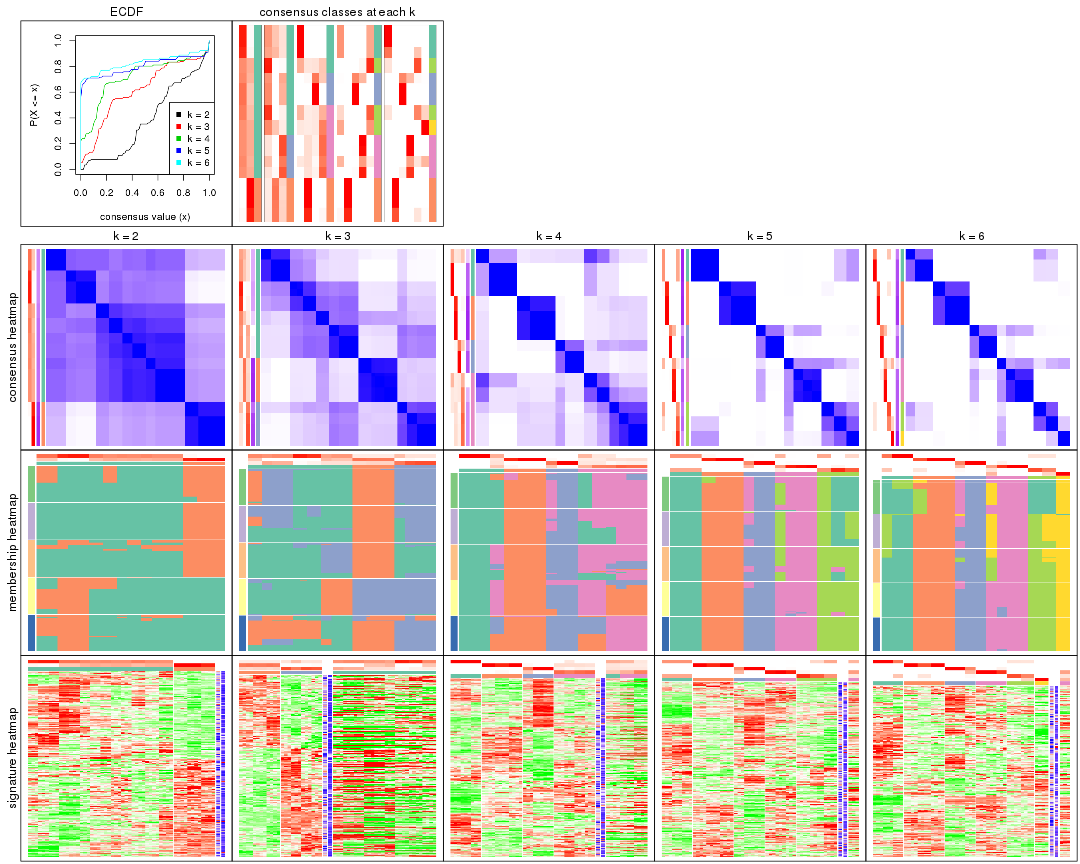 ECDF
consensus classes at each k
P(X <= x)
0.0 0.2 0.4 0.6 0.8 1.0
k = 2
k = 3
k = 4
k = 5
k = 6
0.0 0.2 0.4 0.6 0.8 1.0
consensus value (x)
k = 2
k = 3
k = 4
k = 5
k = 6
consensus heatmap
membership heatmap
signature heatmap